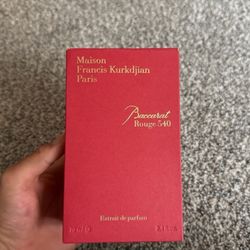 Maison
Francis Kurkdjian
Paris
Baccarat
Rouge 540
Extrait de parfum